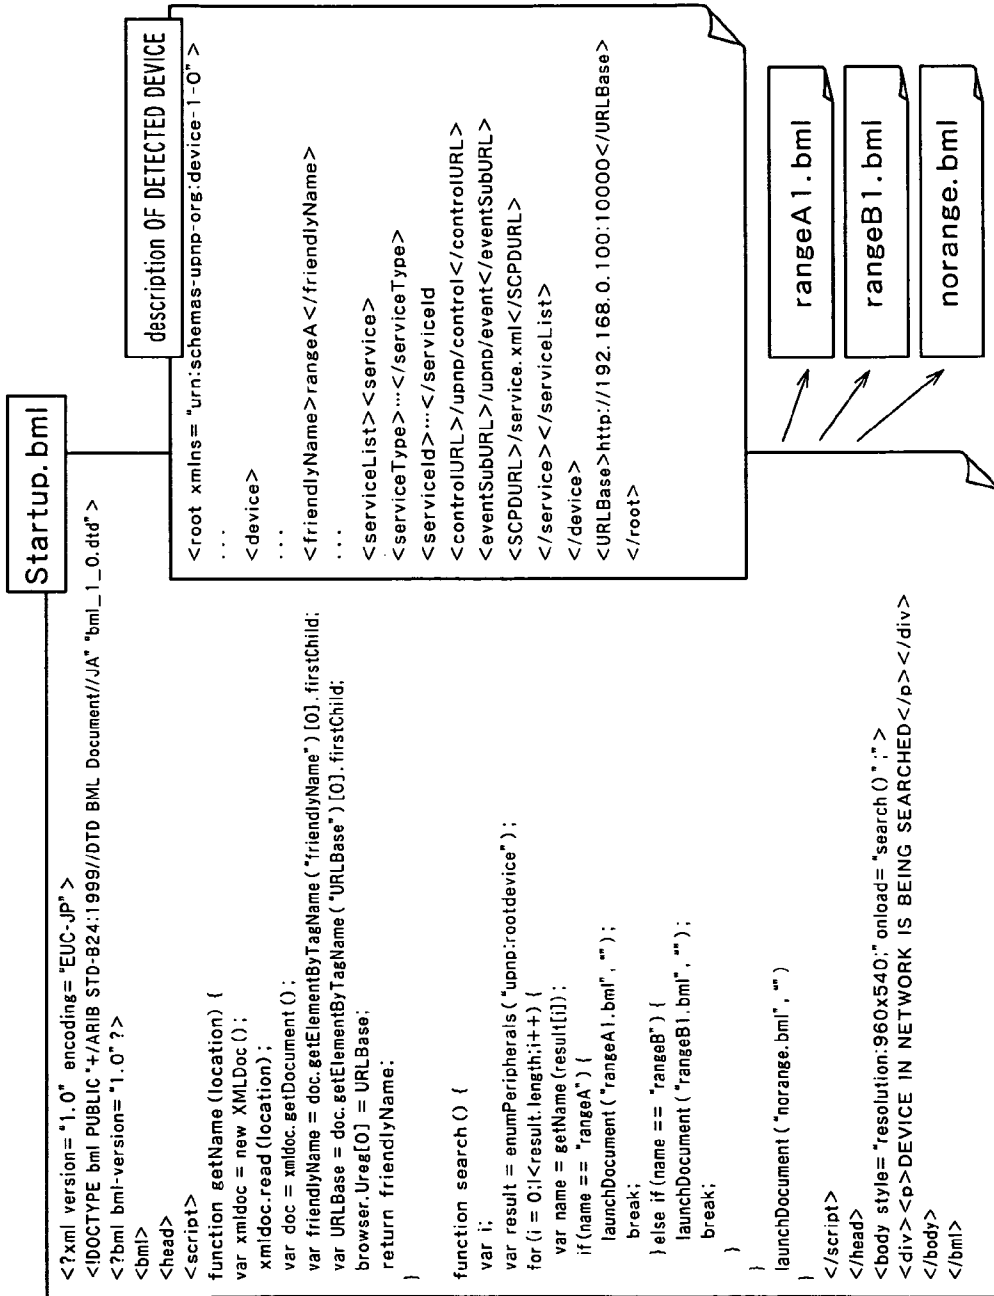 Startup.bml
<?xml version="1.0" encoding="EUC-JP">
<!DOCTYPE bml PUBLIC "+/ARIB STD-B24:1999//DTD BML Document//JA" "bml_1_0.dtd">
<?bml bml-version="1.0"?>
<bml>
<head>
<script>
function getName(location) {
var xmldoc = new XMLDoc();
xmldoc.read(location);
var doc = xmldoc.getDocument();
var friendlyName = doc.getElementByTagName("friendlyName")[0].firstChild;
var URLBase = doc.getElementByTagName("URLBase")[0].firstChild;
browser.Ureg[0] = URLBase;
return friendlyName;
}
function search() {
var i;
var result = enumPeripherals("upnp:rootdevice");
for(i = 0;I<result.length;i++) {
var name = getName(result[i]);
if(name == "rangeA") {
launchDocument("rangeA1.bml", "");
break;
} else if(name == "rangeB") {
launchDocument("rangeB1.bml", "");
break;
}
}
launchDocument("norange.bml", "")
}
</script>
</head>
<body style="resolution:960x540;" onload="search()";">
<div><p>DEVICE IN NETWORK IS BEING SEARCHED</p></div>
</body>
</bml>
description OF DETECTED DEVICE
<root xmlns="urn:schemas-upnp-org:device-1-0">
...
<device>
...
<friendlyName>rangeA</friendlyName>
...
<serviceList><service>
<serviceType>…</serviceType>
<serviceId>…</serviceId
<controlURL>/upnp/control</controlURL>
<eventSubURL>/upnp/event</eventSubURL>
<SCPDURL>/service.xml</SCPDURL>
</service></serviceList>
</device>
<URLBase>http://192.168.0.100:10000</URLBase>
</root>
rangeA1.bml
rangeB1.bml
norange.bml